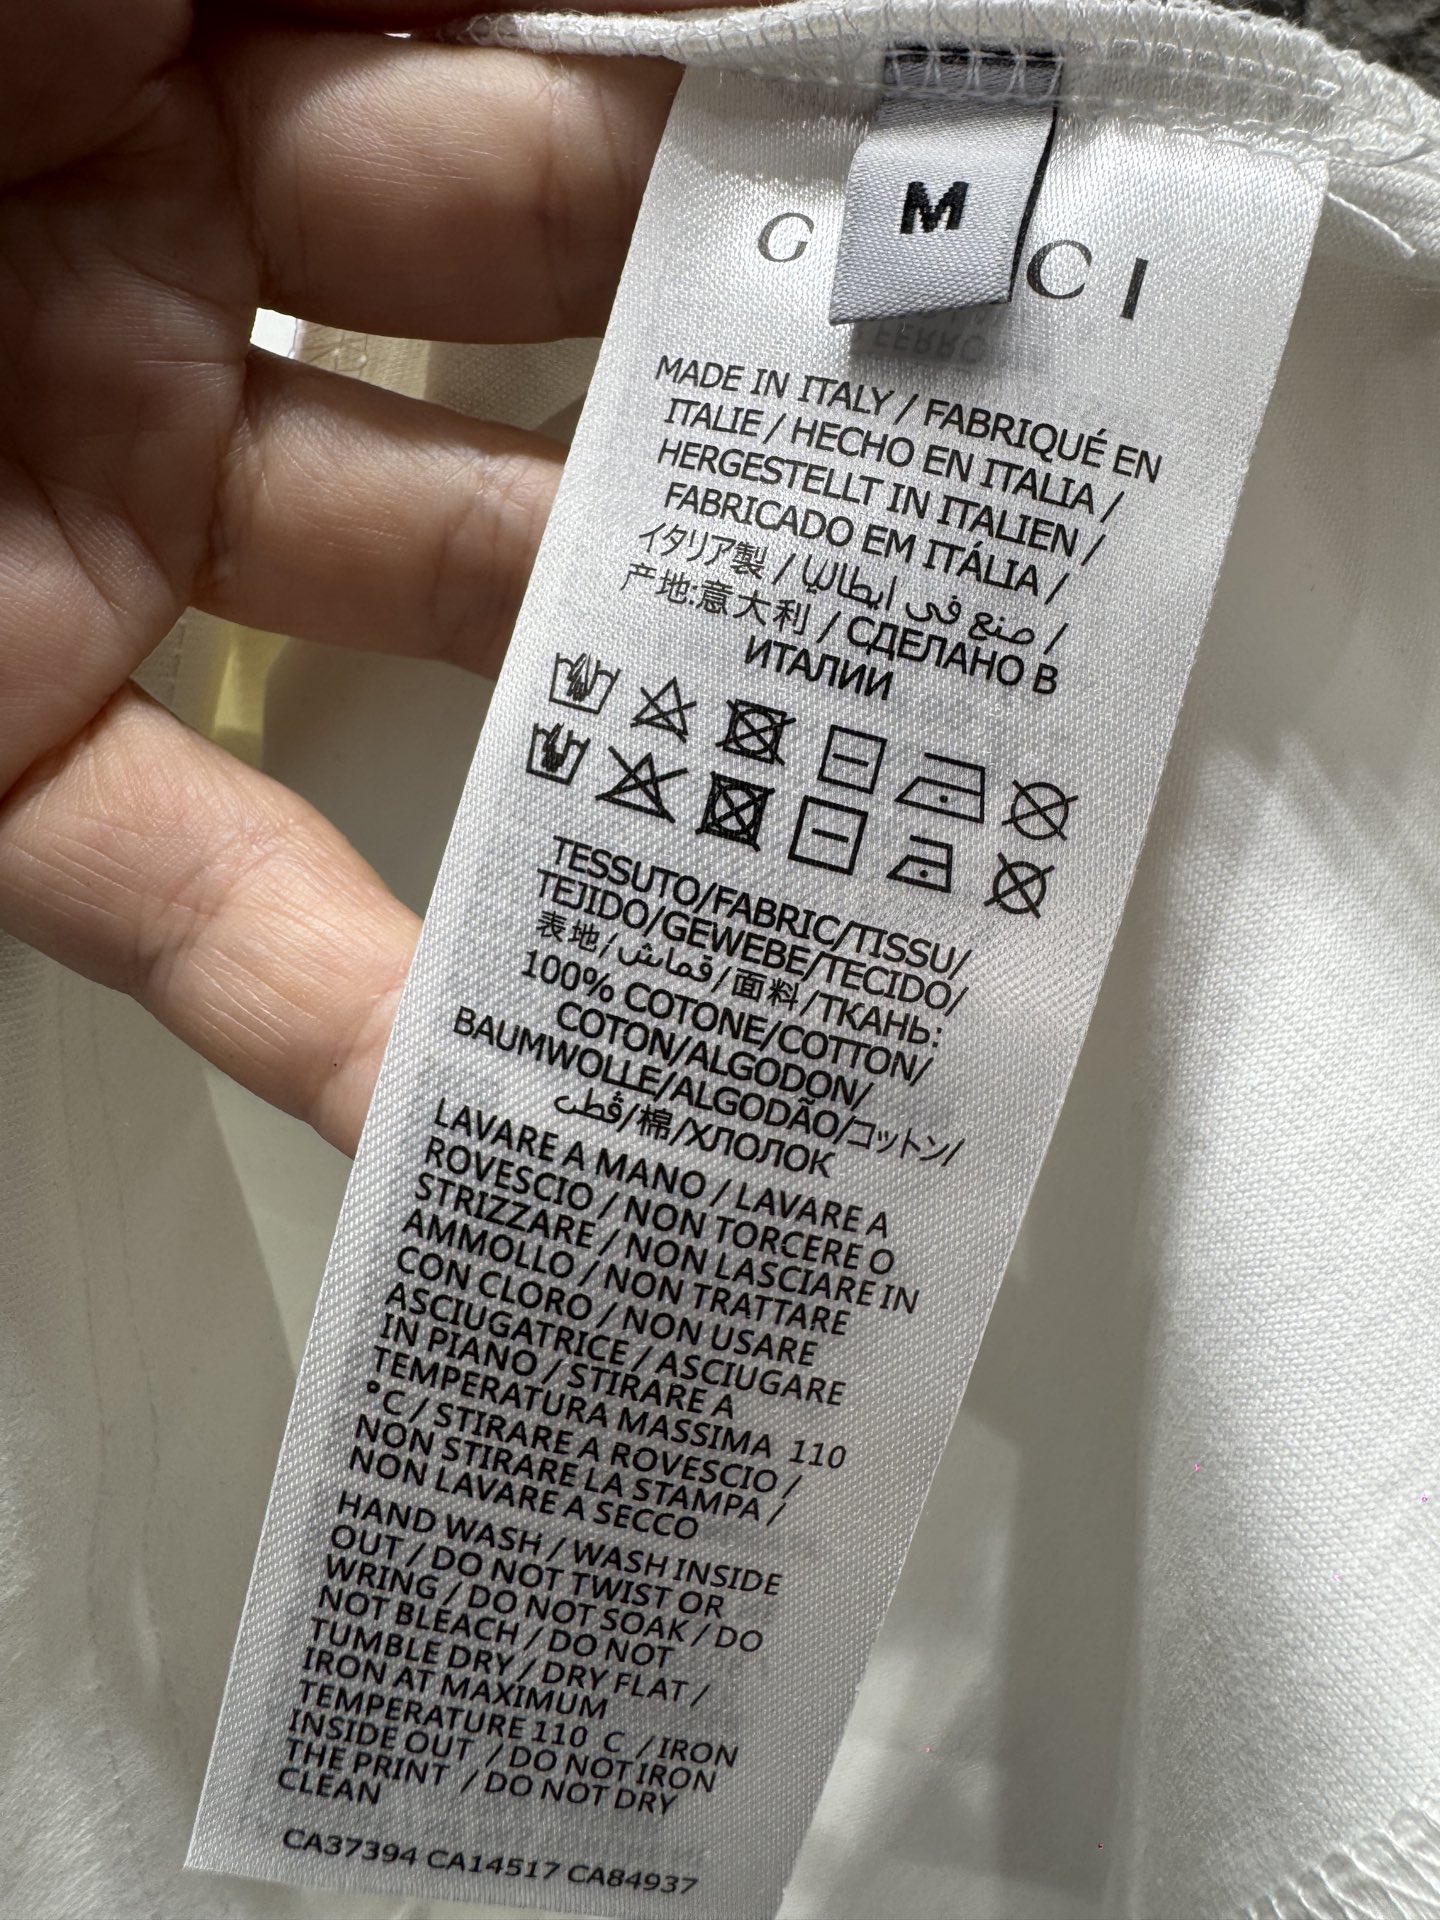 M
G CI
MADE IN ITALY / FABRIQUÉ EN
ITALIE / HECHO EN ITALIA /
HERGESTELLT IN ITALIEN /
FABRICADO EM ITÁLIA /
イタリア製 / صنع في ايطاليا /
产地:意大利 / СДЕЛАНО В
ИТАЛИИ
TESSUTO/FABRIC/TISSU/
TEJIDO/GEWEBE/TECIDO/
表地/قماش/面料/ТКАНЬ:
100% COTONE/COTTON/
COTON/ALGODON/
BAUMWOLLE/ALGODÃO/コットン/
قطن/棉/ХЛОПОК
LAVARE A MANO / LAVARE A
ROVESCIO / NON TORCERE O
STRIZZARE / NON LASCIARE IN
AMMOLLO / NON TRATTARE
CON CLORO / NON USARE
ASCIUGATRICE / ASCIUGARE
IN PIANO / STIRARE A
TEMPERATURA MASSIMA 110
°C / STIRARE A ROVESCIO /
NON STIRARE LA STAMPA /
NON LAVARE A SECCO
HAND WASH / WASH INSIDE
OUT / DO NOT TWIST OR
WRING / DO NOT SOAK / DO
NOT BLEACH / DO NOT
TUMBLE DRY / DRY FLAT /
IRON AT MAXIMUM
TEMPERATURE 110 C / IRON
INSIDE OUT / DO NOT IRON
THE PRINT / DO NOT DRY
CLEAN
CA37394 CA14517 CA84937